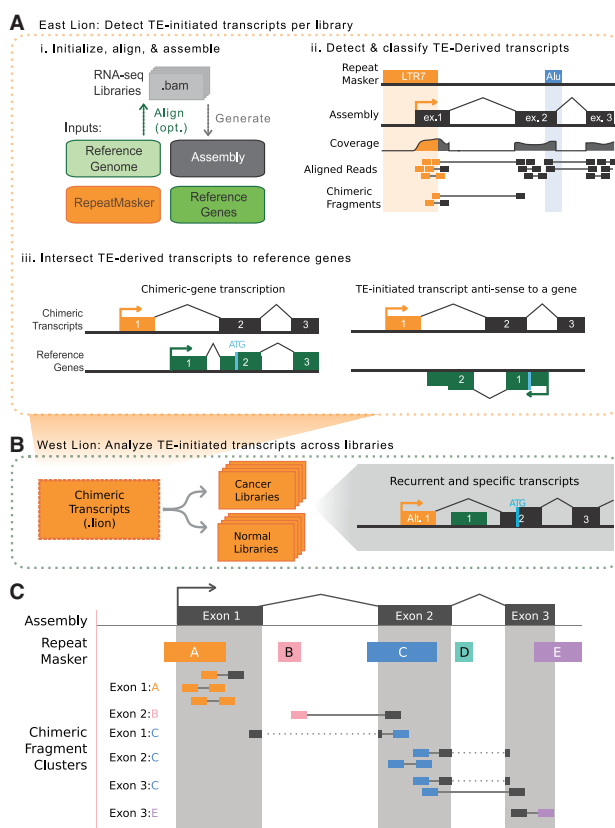 A
East Lion: Detect TE-initiated transcripts per library
i. Initialize, align, & assemble
RNA-seq
Libraries
.bam
Align
(opt.)
Generate
Inputs:
Reference
Genome
Assembly
RepeatMasker
Reference
Genes
ii. Detect & classify TE-Derived transcripts
Repeat
Masker
LTR7
Alu
Assembly
ex.1
ex. 2
ex. 3
Coverage
Aligned Reads
Chimeric
Fragments
iii. Intersect TE-derived transcripts to reference genes
Chimeric-gene transcription
TE-initiated transcript anti-sense to a gene
Chimeric
Transcripts
1
2
3
1
2
3
Reference
Genes
ATG
1
2
3
2
1
B
West Lion: Analyze TE-initiated transcripts across libraries
Chimeric
Transcripts
(.lion)
Cancer
Libraries
Normal
Libraries
Recurrent and specific transcripts
ATG
Alt. 1
1
2
3
C
Assembly
Exon 1
Exon 2
Exon 3
Repeat
Masker
A
B
C
D
E
Chimeric
Fragment
Clusters
Exon 1:A
Exon 2:B
Exon 1:C
Exon 2:C
Exon 3:C
Exon 3:E